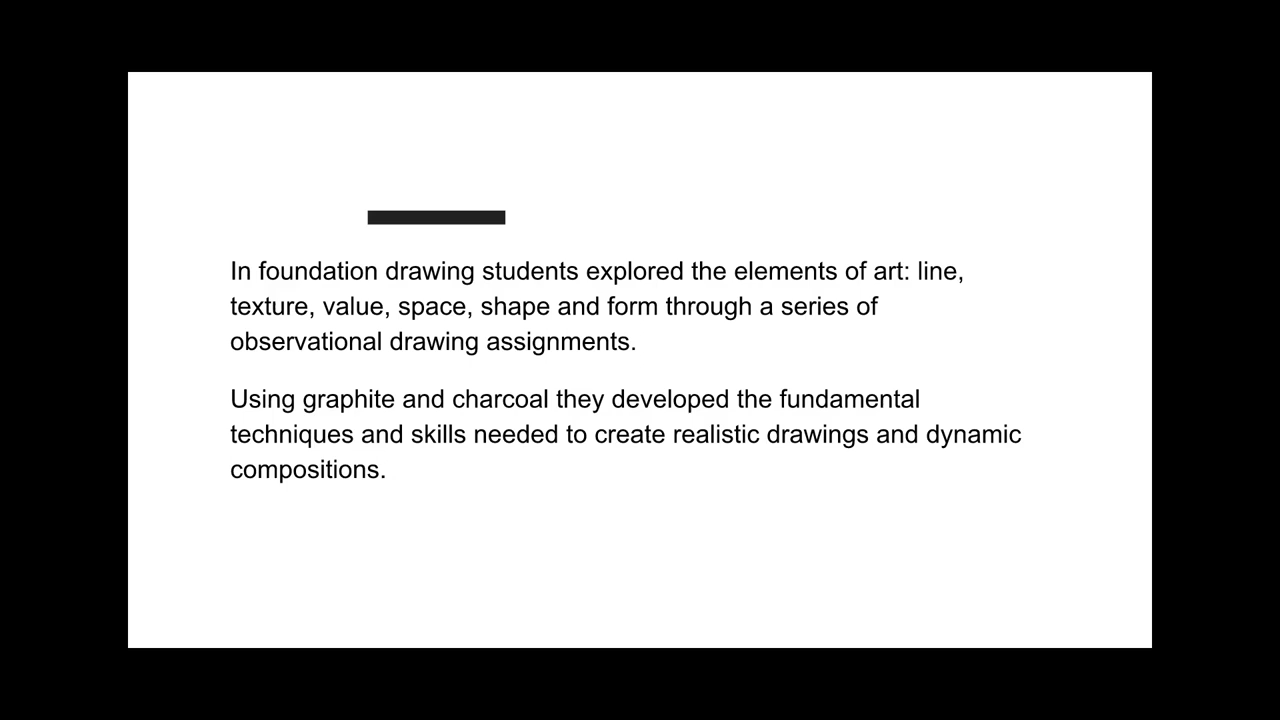 In foundation drawing students explored the elements of art: line,
texture, value, space, shape and form through a series of
observational drawing assignments.
Using graphite and charcoal they developed the fundamental
techniques and skills needed to create realistic drawings and dynamic
compositions.